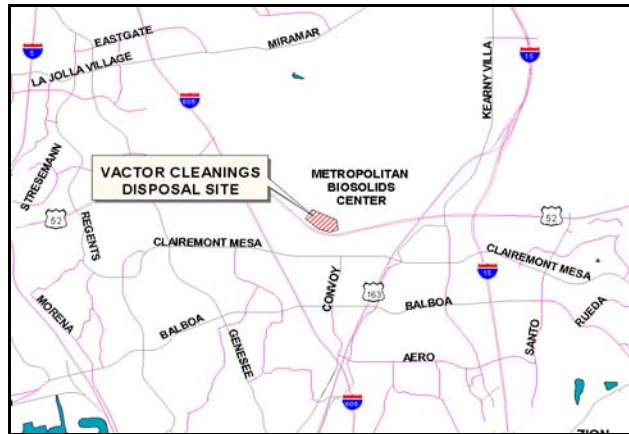 EASTGATE
MIRAMAR
5
LA JOLLA VILLAGE
KEARNY VILLA
15
805
STRESEMANN
VACTOR CLEANINGS
DISPOSAL SITE
METROPOLITAN
BIOSOLIDS
CENTER
52
REGENTS
52
CLAIREMONT MESA
CLAIREMONT MESA
CONVOY
15
163
MORENA
BALBOA
BALBOA
GENESEE
SANTO
RUEDA
AERO
805
ZION